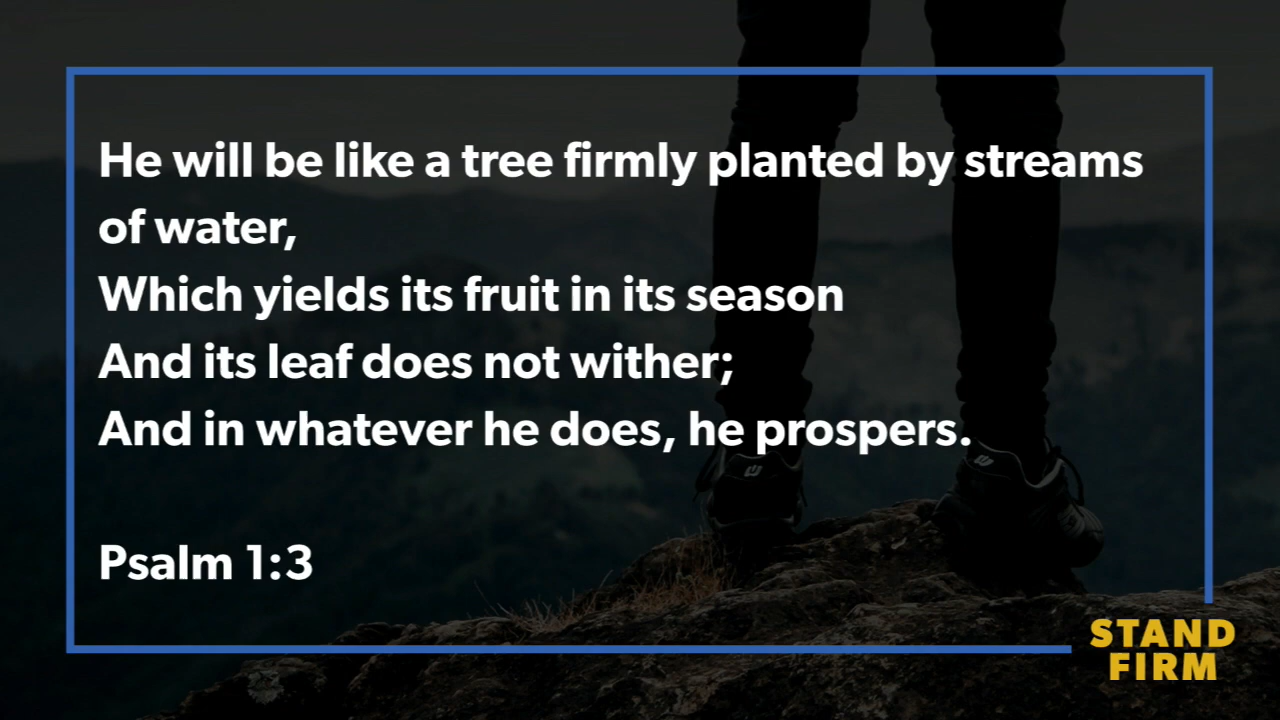 He will be like a tree firmly planted by streams
of water,
Which yields its fruit in its season
And its leaf does not wither;
And in whatever he does, he prospers.
Psalm 1:3
STAND
FIRM